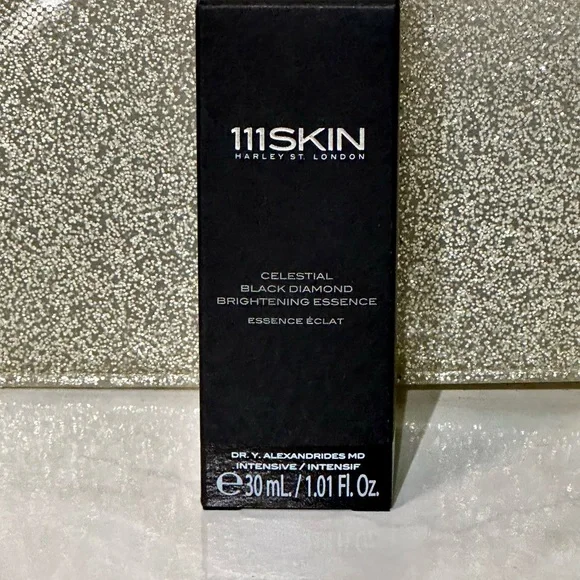 111SKIN
HARLEY ST. LONDON
CELESTIAL
BLACK DIAMOND
BRIGHTENING ESSENCE
ESSENCE ÉCLAT
DR. Y. ALEXANDRIDES MD
INTENSIVE / INTENSIF
℮30 mL. / 1.01 Fl. Oz.